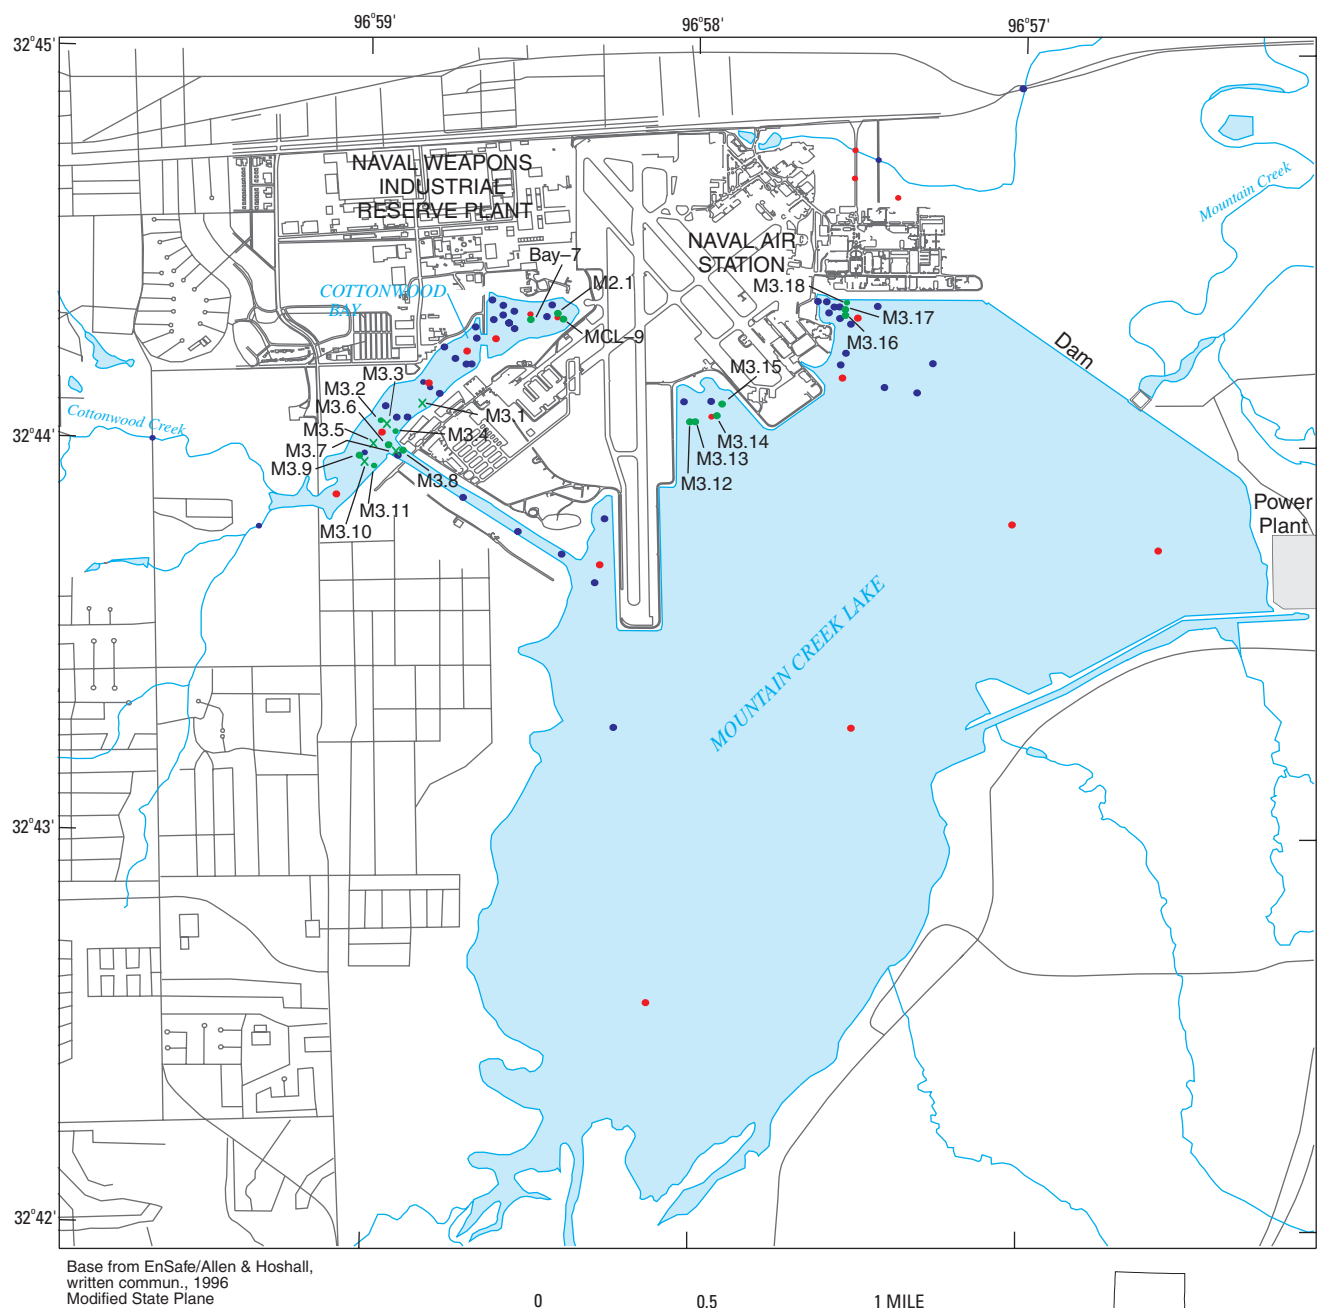 96°59'
96°58'
96°57'
32°45'
NAVAL WEAPONS
INDUSTRIAL
RESERVE PLANT
Mountain Creek
NAVAL AIR
STATION
Bay–7
M2.1
M3.18
COTTONWOOD
BAY
M3.17
MCL–9
M3.16
Dam
M3.15
M3.3
M3.2
M3.6
M3.1
Cottonwood Creek
M3.5
M3.4
32°44'
M3.14
M3.7
M3.13
M3.9
M3.8
M3.12
M3.11
M3.10
Power
Plant
MOUNTAIN CREEK LAKE
32°43'
32°42'
Base from EnSafe/Allen & Hoshall,
written commun., 1996
Modified State Plane
0
0.5
1 MILE